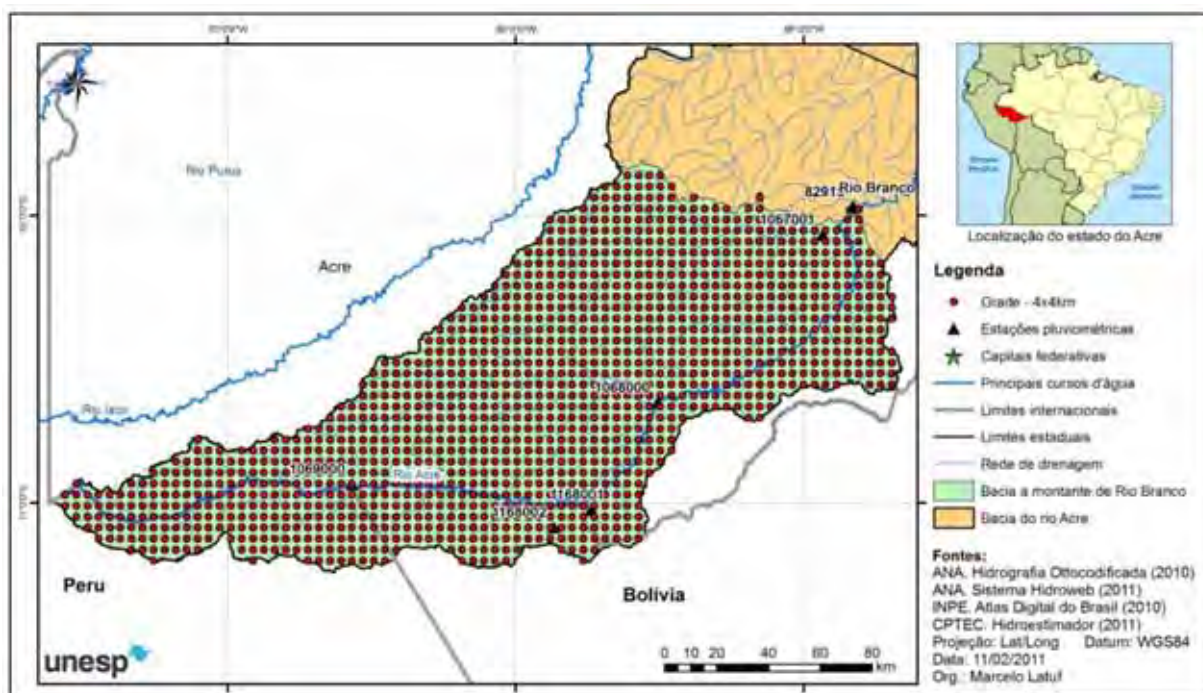 Rio Purus
Acre
Rio Iaco
Rio Branco
1067001
1068000
1069000
Rio Acre
1168001
1168002
Peru
Bolívia
unesp
0 10 20 40 60 80
km
Localização do estado do Acre
Legenda
Grade - 4x4km
Estações pluviométricas
Capitais federativas
Principais cursos d'água
Limites internacionais
Limites estaduais
Rede de drenagem
Bacia a montante de Rio Branco
Bacia do rio Acre
Fontes:
ANA. Hidrografia Ottocodificada (2010)
ANA. Sistema Hidroweb (2011)
INPE. Atlas Digital do Brasil (2010)
CPTEC. Hidroestimador (2011)
Projeção: Lat/Long Datum: WGS84
Data: 11/02/2011
Org.: Marcelo Latuf